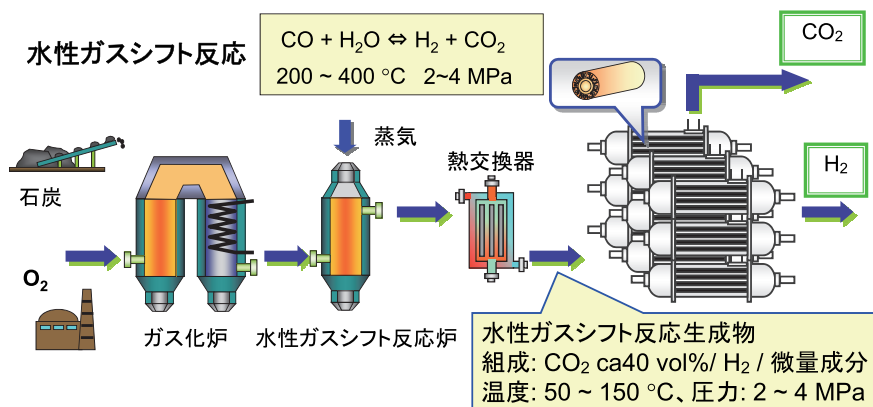 水性ガスシフト反応
CO + H₂O ⇔ H₂ + CO₂
200 ~ 400 °C 2~4 MPa
CO₂
H₂
蒸気
熱交換器
石炭
O₂
ガス化炉
水性ガスシフト反応炉
水性ガスシフト反応生成物
組成: CO₂ ca40 vol%/ H₂ / 微量成分
温度: 50 ~ 150 °C、圧力: 2 ~ 4 MPa